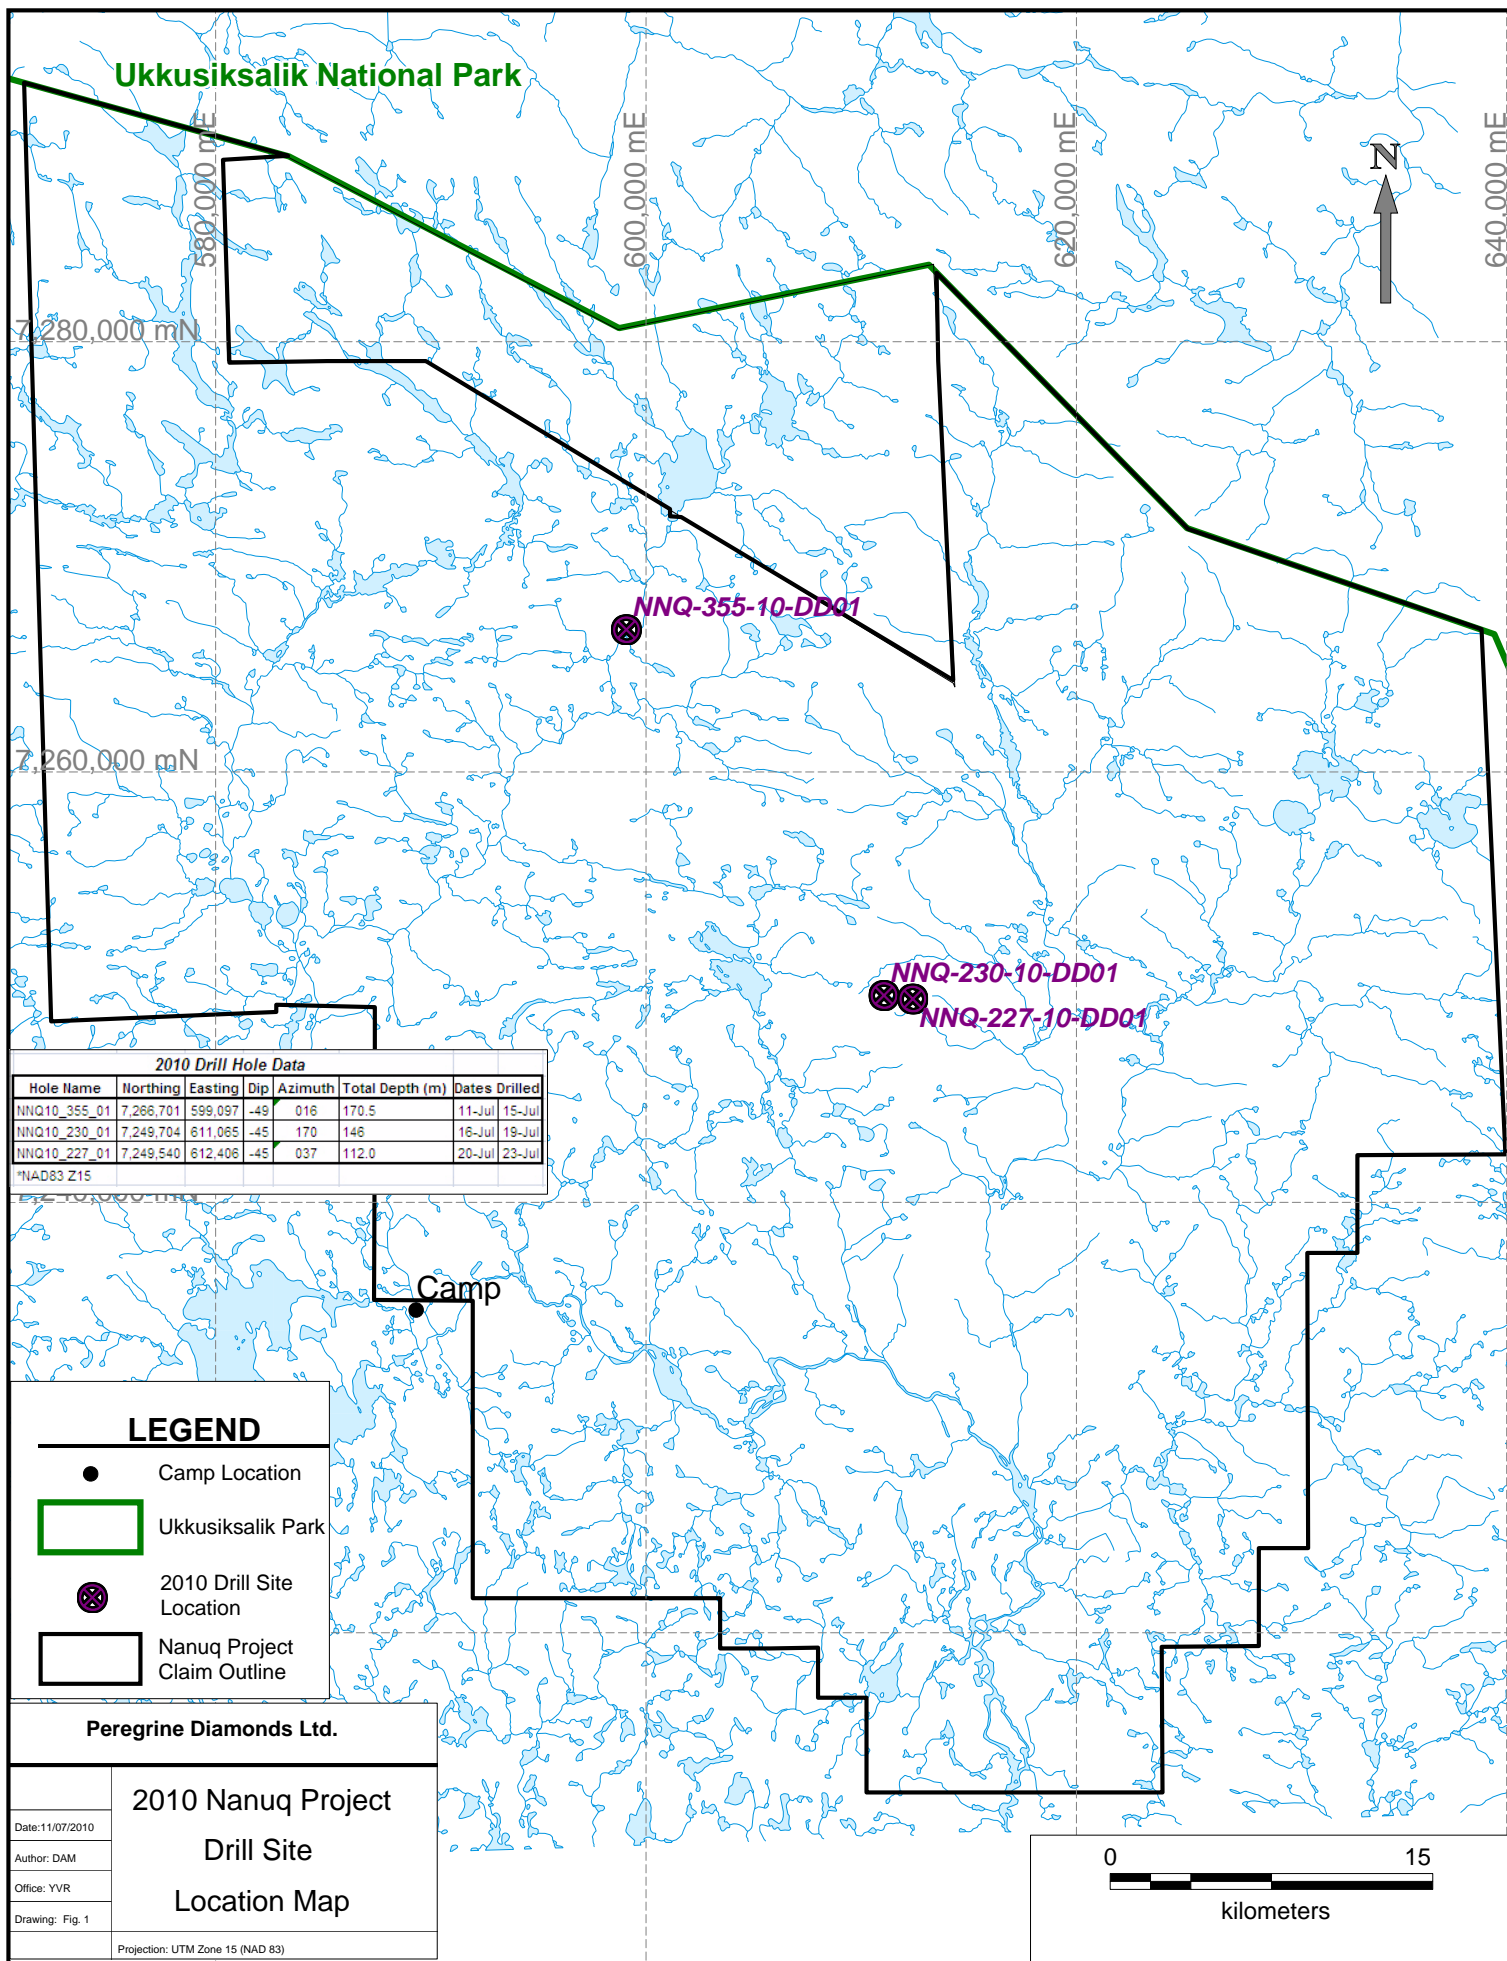 Ukkusiksalik National Park
580,000 mE
600,000 mE
620,000 mE
640,000 mE
N
7,280,000 mN
NNQ-355-10-DD01
7,260,000 mN
NNQ-230-10-DD01
NNQ-227-10-DD01
2010 Drill Hole Data
Hole Name Northing Easting Dip Azimuth Total Depth (m) Dates Drilled
NNQ10_355_01 7,266,701 599,097 -49 016 170.5 11-Jul 15-Jul
NNQ10_230_01 7,249,704 611,065 -45 170 146 16-Jul 19-Jul
NNQ10_227_01 7,249,540 612,406 -45 037 112.0 20-Jul 23-Jul
*NAD83 Z15
Camp
LEGEND
Camp Location
Ukkusiksalik Park
2010 Drill Site
Location
Nanuq Project
Claim Outline
Peregrine Diamonds Ltd.
2010 Nanuq Project
Drill Site
Location Map
Date:11/07/2010
Author: DAM
Office: YVR
Drawing: Fig. 1
Projection: UTM Zone 15 (NAD 83)
0 15
kilometers